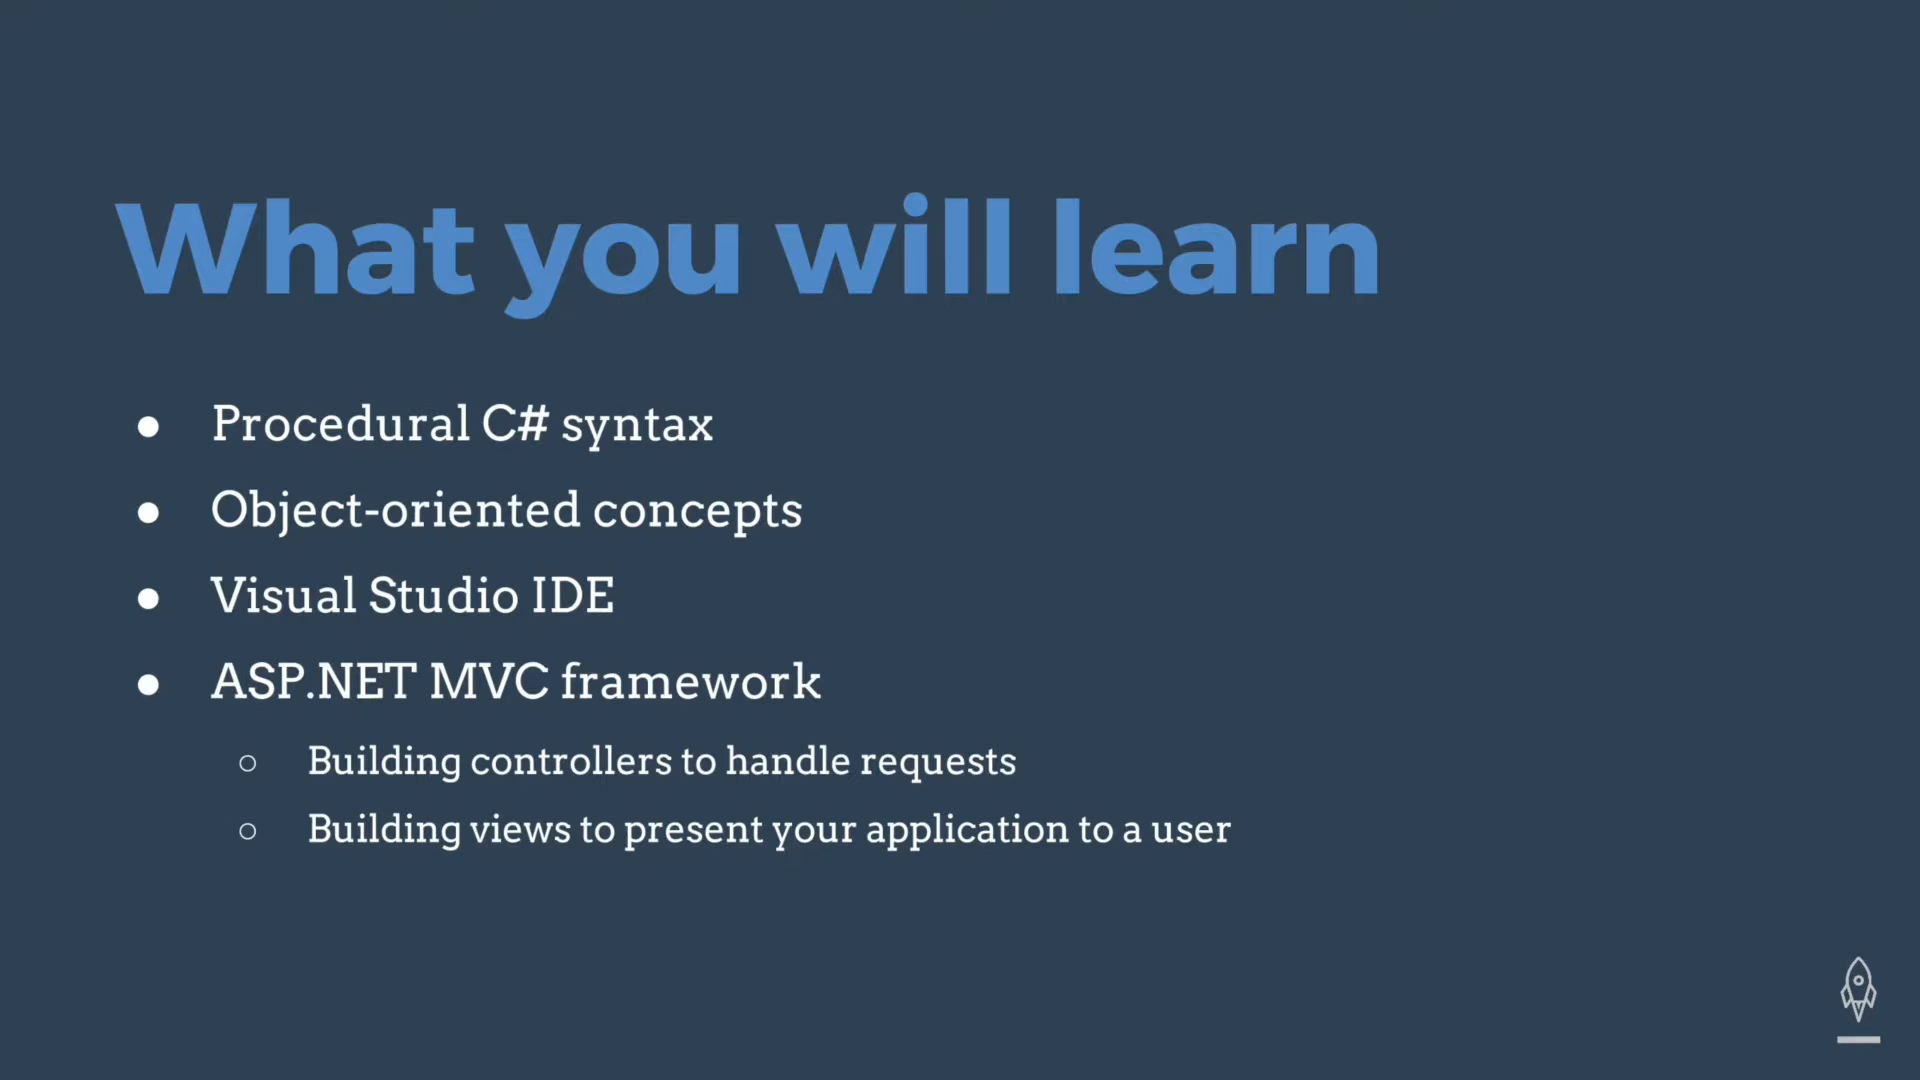 What you will learn
● Procedural C# syntax
● Object-oriented concepts
● Visual Studio IDE
● ASP.NET MVC framework
○ Building controllers to handle requests
○ Building views to present your application to a user